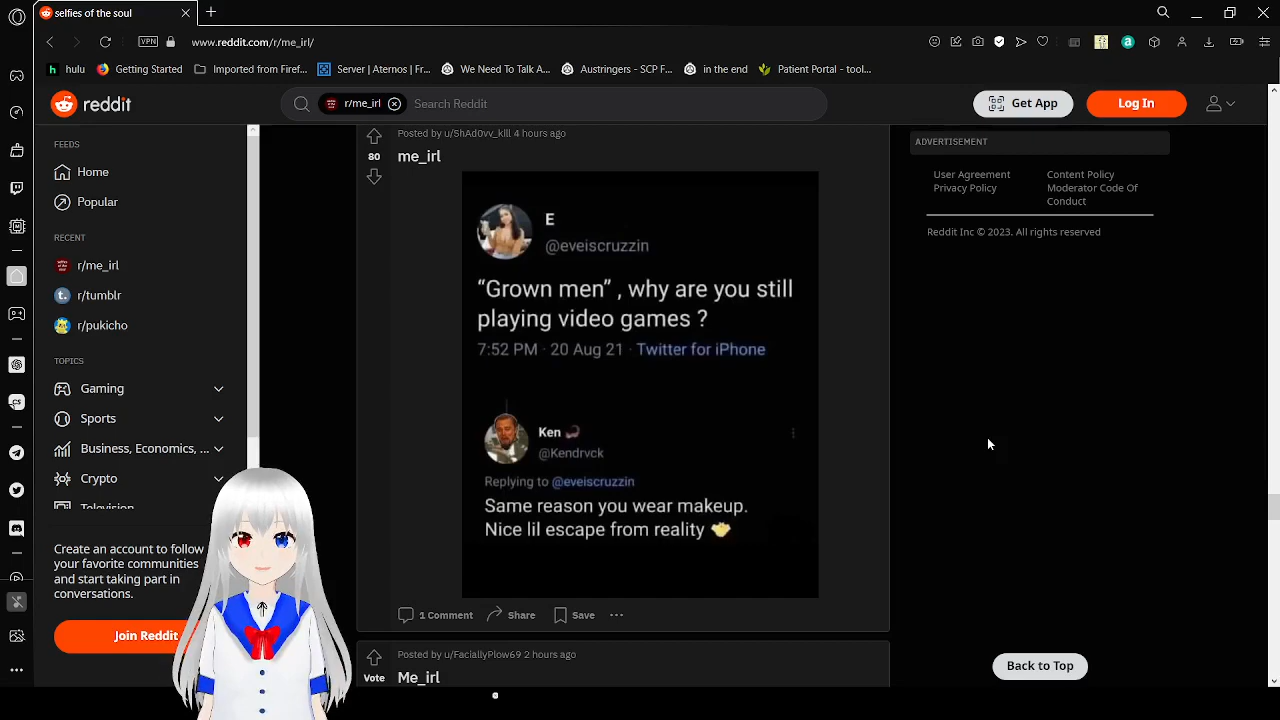 selfies of the soul
VPN
www.reddit.com/r/me_irl/
hulu
Getting Started
Imported from Firef...
Server | Aternos | Fr...
We Need To Talk A...
Austringers - SCP F...
in the end
Patient Portal - tool...
reddit
r/me_irl
Search Reddit
Get App
Log In
FEEDS
Home
Popular
RECENT
r/me_irl
r/tumblr
r/pukicho
TOPICS
Gaming
Sports
Business, Economics, ...
Crypto
Television
Create an account to follow
your favorite communities
and start taking part in
conversations.
Join Reddit
Posted by u/ShAd0vv_k1ll 4 hours ago
80
me_irl
E
@eveiscruzzin
“Grown men” , why are you still
playing video games ?
7:52 PM · 20 Aug 21 · Twitter for iPhone
Ken
@Kendrvck
Replying to @eveiscruzzin
Same reason you wear makeup.
Nice lil escape from reality
1 Comment
Share
Save
Posted by u/FaciallyPlow69 2 hours ago
Vote
Me_irl
ADVERTISEMENT
User Agreement
Privacy Policy
Content Policy
Moderator Code Of
Conduct
Reddit Inc © 2023. All rights reserved
Back to Top